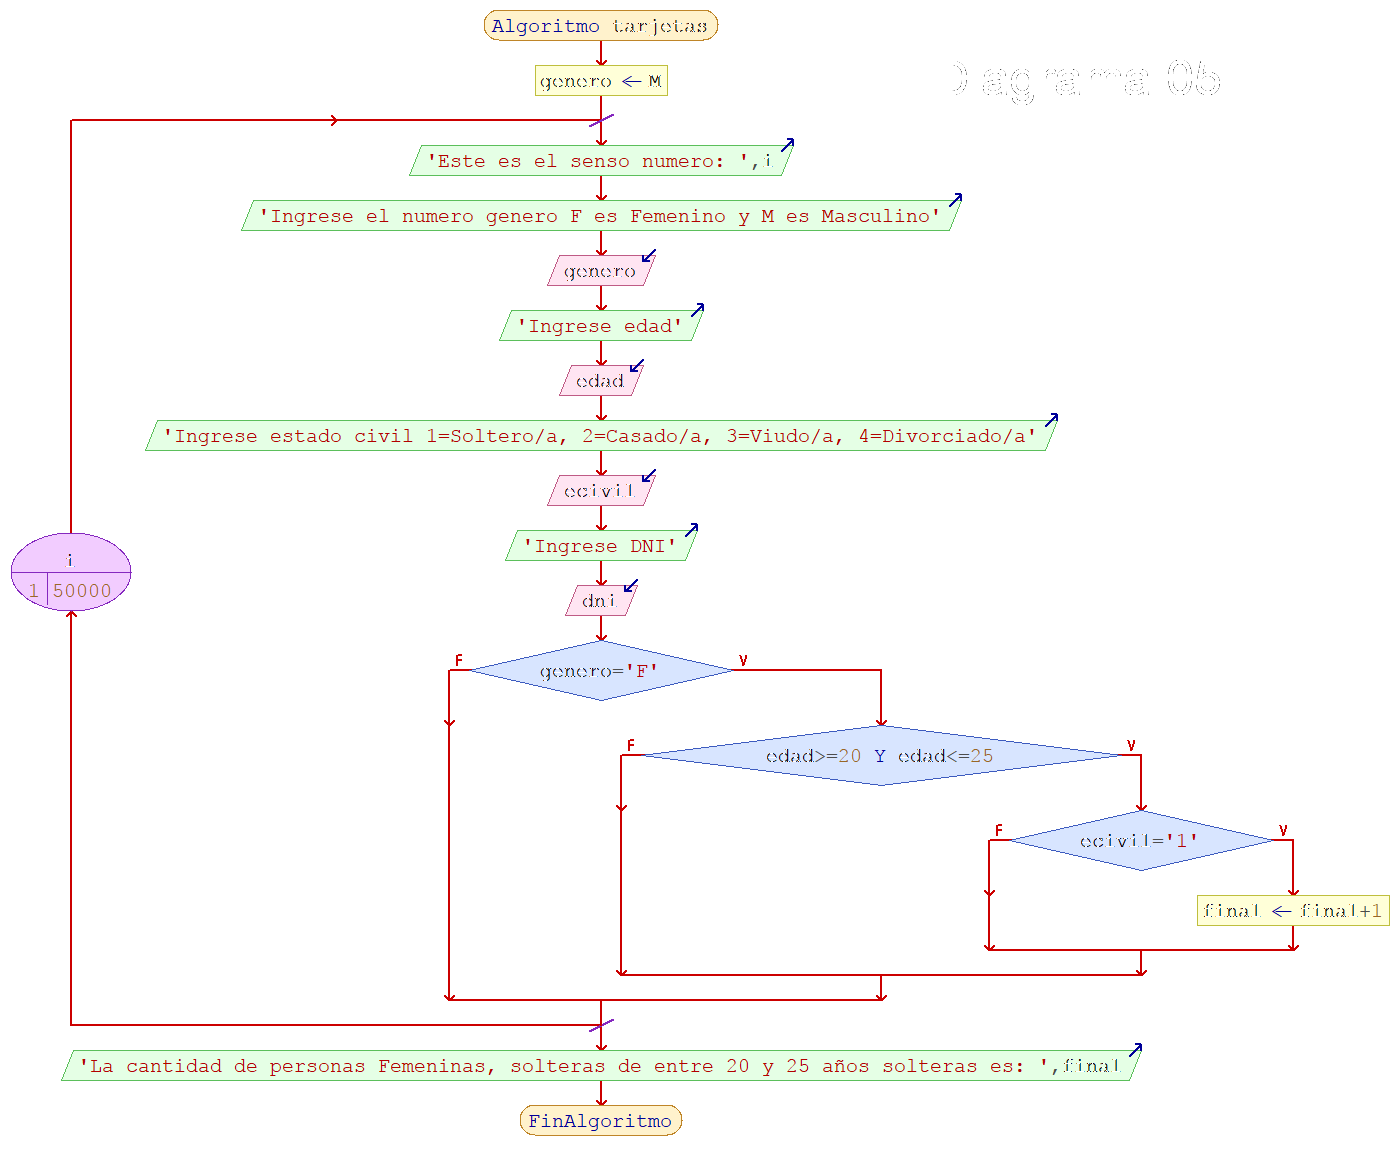 Algoritmo tarjetas
Diagrama 05
genero ← M
'Este es el senso numero: ',i
'Ingrese el numero genero F es Femenino y M es Masculino'
genero
'Ingrese edad'
edad
'Ingrese estado civil 1=Soltero/a, 2=Casado/a, 3=Viudo/a, 4=Divorciado/a'
ecivil
'Ingrese DNI'
i
1 50000
dni
F V
genero='F'
F V
edad>=20 Y edad<=25
F V
ecivil='1'
final ← final+1
'La cantidad de personas Femeninas, solteras de entre 20 y 25 años solteras es: ',final
FinAlgoritmo